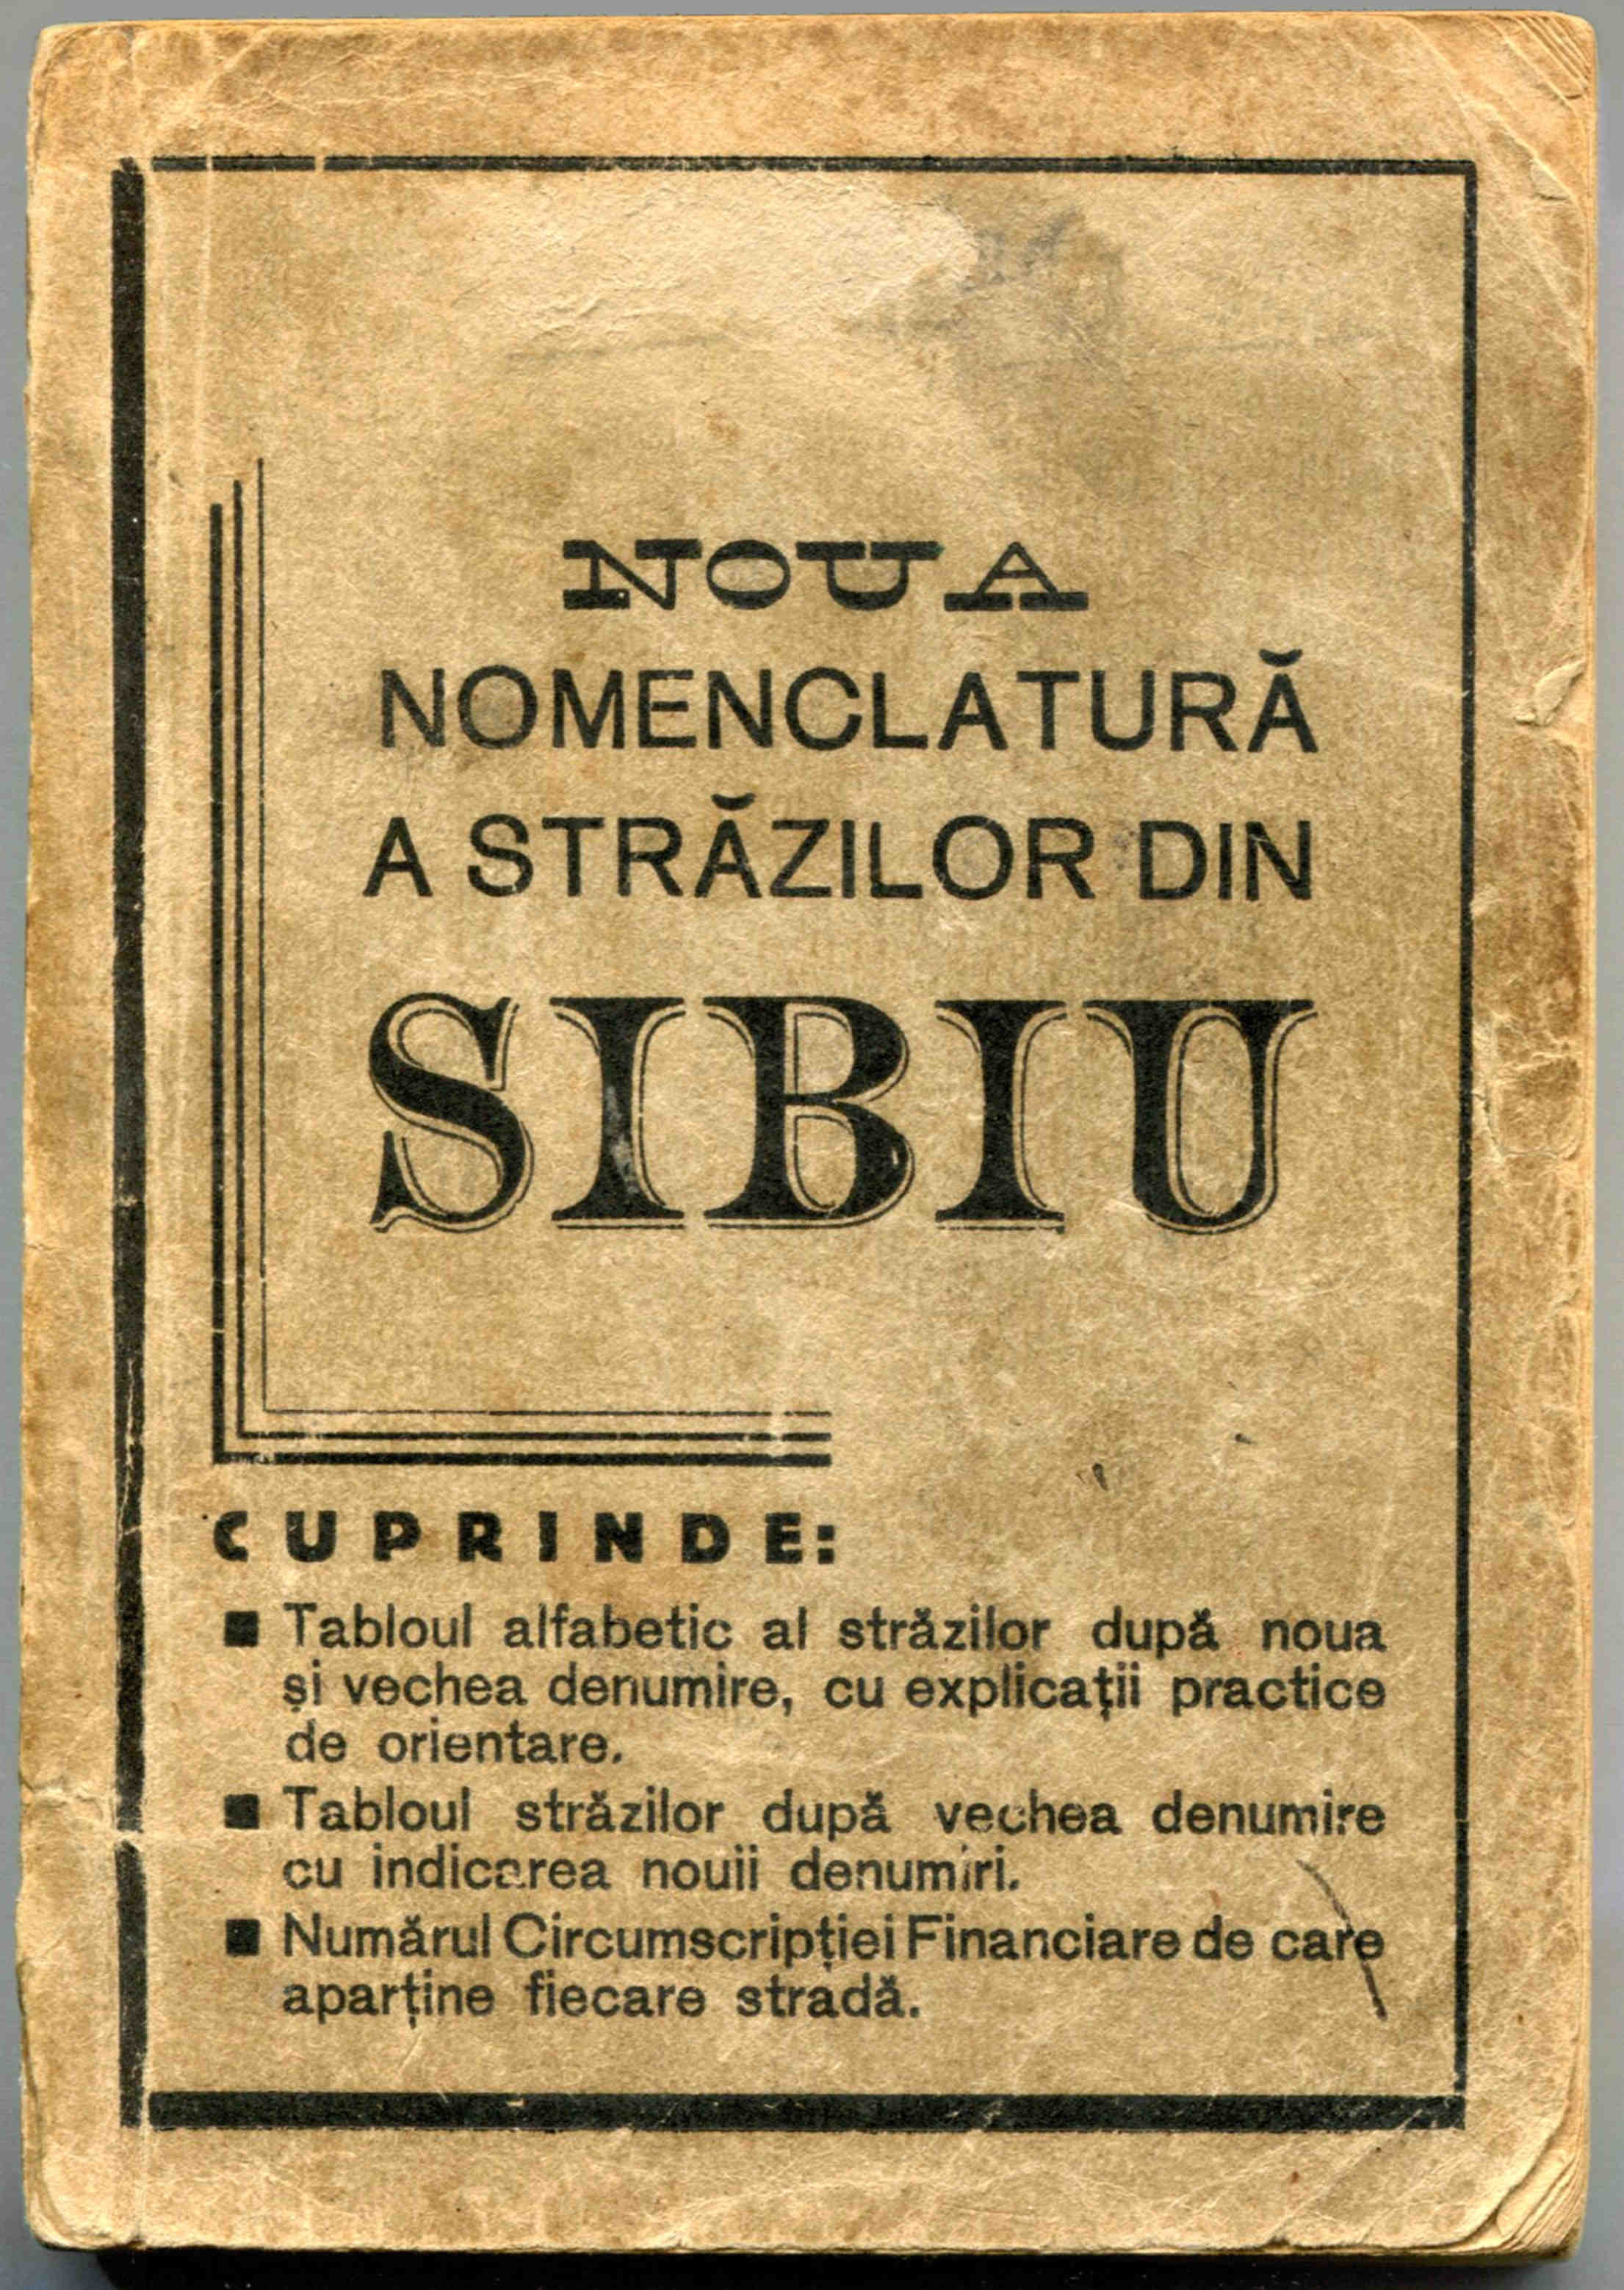 NOUA
NOMENCLATURĂ
A STRĂZILOR DIN
SIBIU
CUPRINDE:
■ Tabloul alfabetic al străzilor după noua
și vechea denumire, cu explicații practice
de orientare.
■ Tabloul străzilor după vechea denumire
cu indicarea nouii denumiri.
■ Numărul Circumscripției Financiare de care
aparține fiecare stradă.